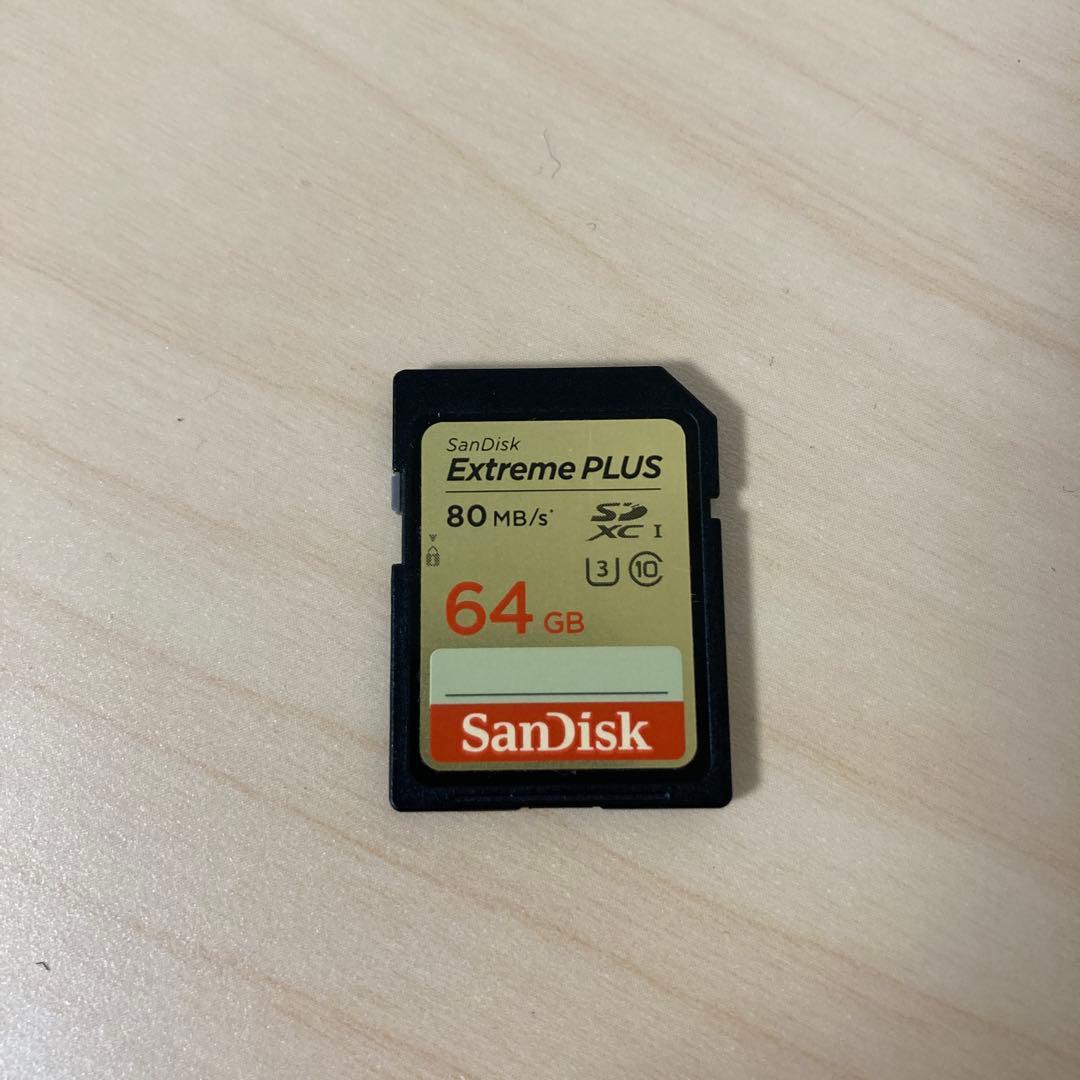 SanDisk
Extreme PLUS
80 MB/s*
SD XC I
3 10
64 GB
SanDisk